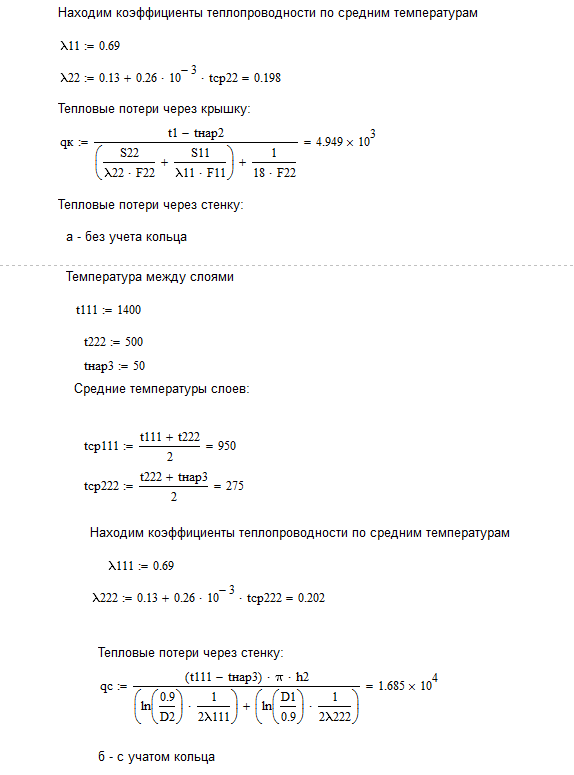 Находим коэффициенты теплопроводности по средним температурам
λ11 := 0.69
λ22 := 0.13 + 0.26 · 10^-3 · tср22 = 0.198
Тепловые потери через крышку:
qк := (t1 − tнар2) / ((S22 / (λ22 · F22) + S11 / (λ11 · F11)) + 1 / (18 · F22)) = 4.949 × 10^3
Тепловые потери через стенку:
а - без учета кольца
Температура между слоями
t111 := 1400
t222 := 500
tнар3 := 50
Средние температуры слоев:
tср111 := (t111 + t222) / 2 = 950
tср222 := (t222 + tнар3) / 2 = 275
Находим коэффициенты теплопроводности по средним температурам
λ111 := 0.69
λ222 := 0.13 + 0.26 · 10^-3 · tср222 = 0.202
Тепловые потери через стенку:
qс := ((t111 − tнар3) · π · h2) / ((ln(0.9 / D2) · 1 / 2λ111) + (ln(D1 / 0.9) · 1 / 2λ222)) = 1.685 × 10^4
б - с учатом кольца